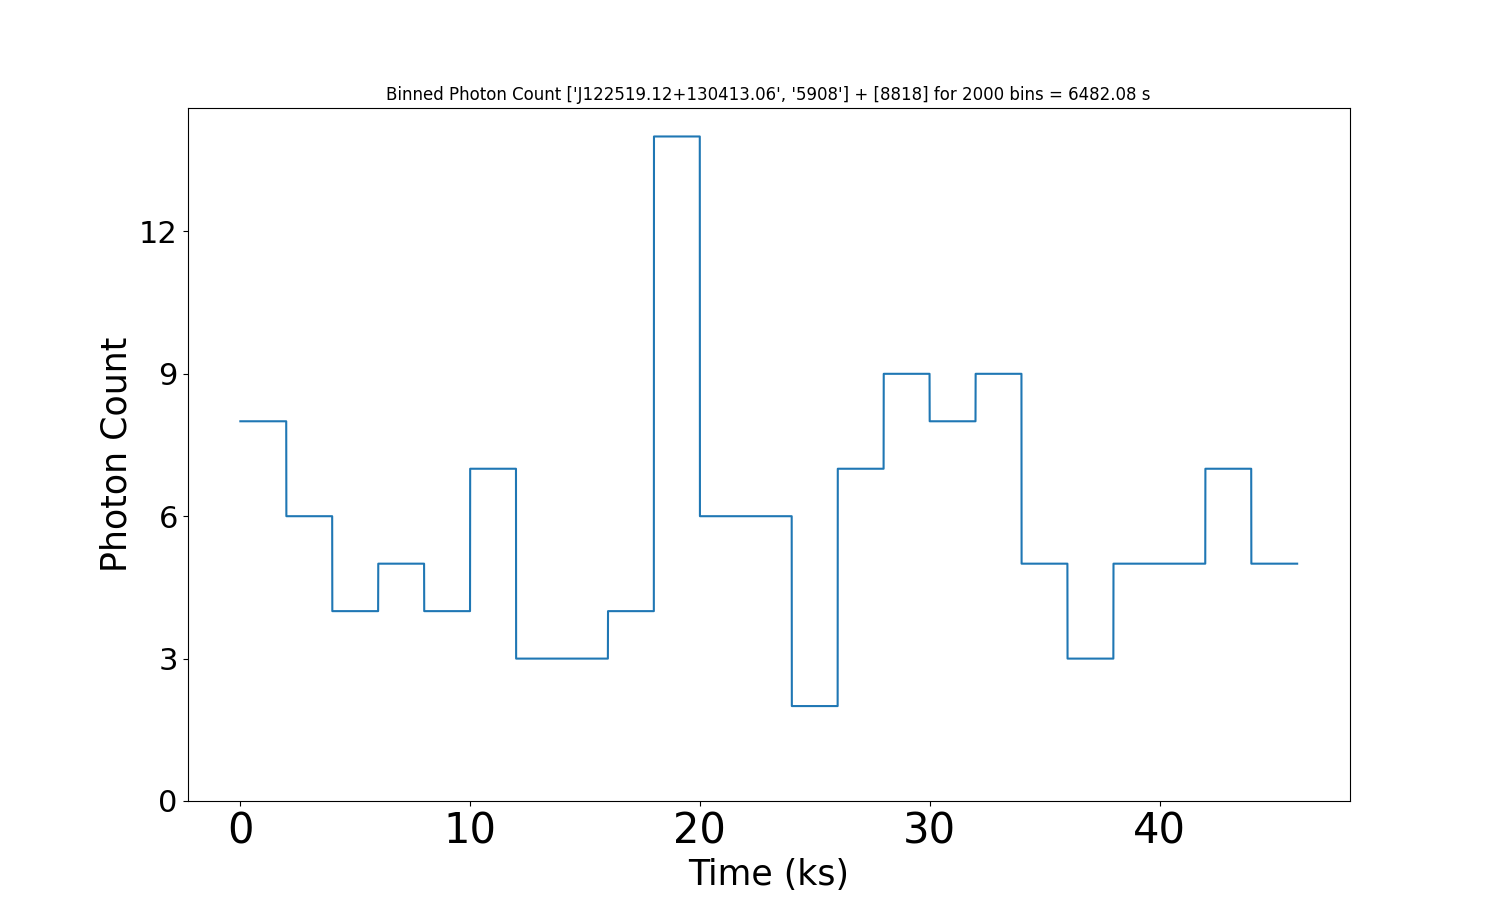 Binned Photon Count ['J122519.12+130413.06', '5908'] + [8818] for 2000 bins = 6482.08 s
Photon Count
12
9
6
3
0
0 10 20 30 40
Time (ks)